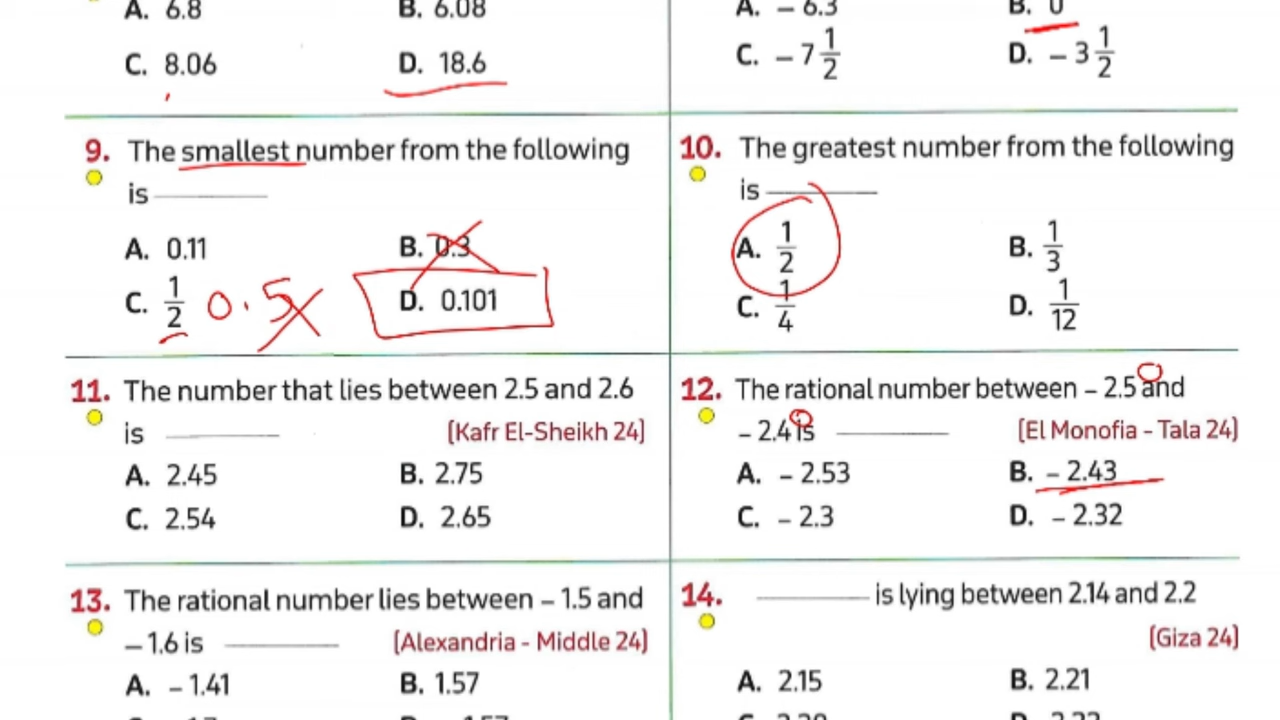 A. 6.8 B. 6.08
C. 8.06 D. 18.6
A. – 6.3 B. 0
C. – 7 1/2 D. – 3 1/2
9. The smallest number from the following
is
A. 0.11 B. 0.3
C. 1/2 0.5 D. 0.101
10. The greatest number from the following
is
A. 1/2 B. 1/3
C. 1/4 D. 1/12
11. The number that lies between 2.5 and 2.6
is (Kafr El-Sheikh 24)
A. 2.45 B. 2.75
C. 2.54 D. 2.65
12. The rational number between – 2.5 and
– 2.4 is (El Monofia - Tala 24)
A. – 2.53 B. – 2.43
C. – 2.3 D. – 2.32
13. The rational number lies between – 1.5 and
– 1.6 is (Alexandria - Middle 24)
A. – 1.41 B. 1.57
14. is lying between 2.14 and 2.2
(Giza 24)
A. 2.15 B. 2.21